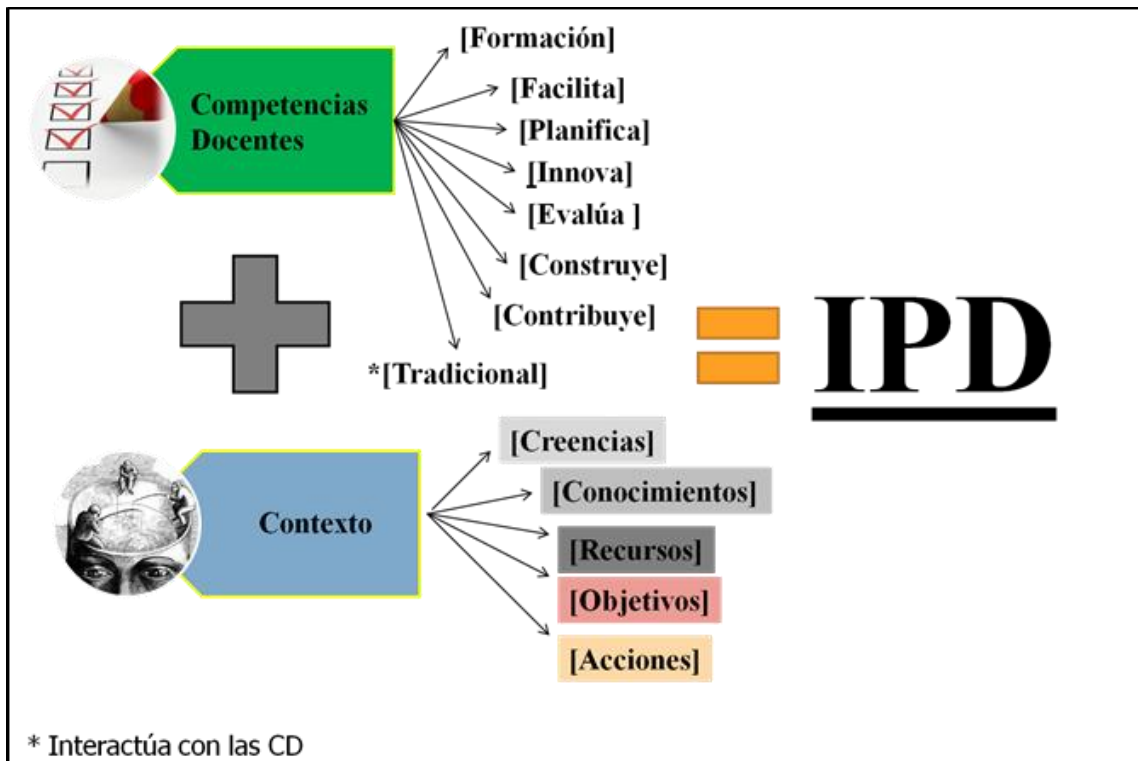 [Formación]
[Facilita]
Competencias
Docentes
[Planifica]
[Innova]
[Evalúa ]
[Construye]
[Contribuye]
*[Tradicional]
IPD
[Creencias]
[Conocimientos]
Contexto
[Recursos]
[Objetivos]
[Acciones]
* Interactúa con las CD